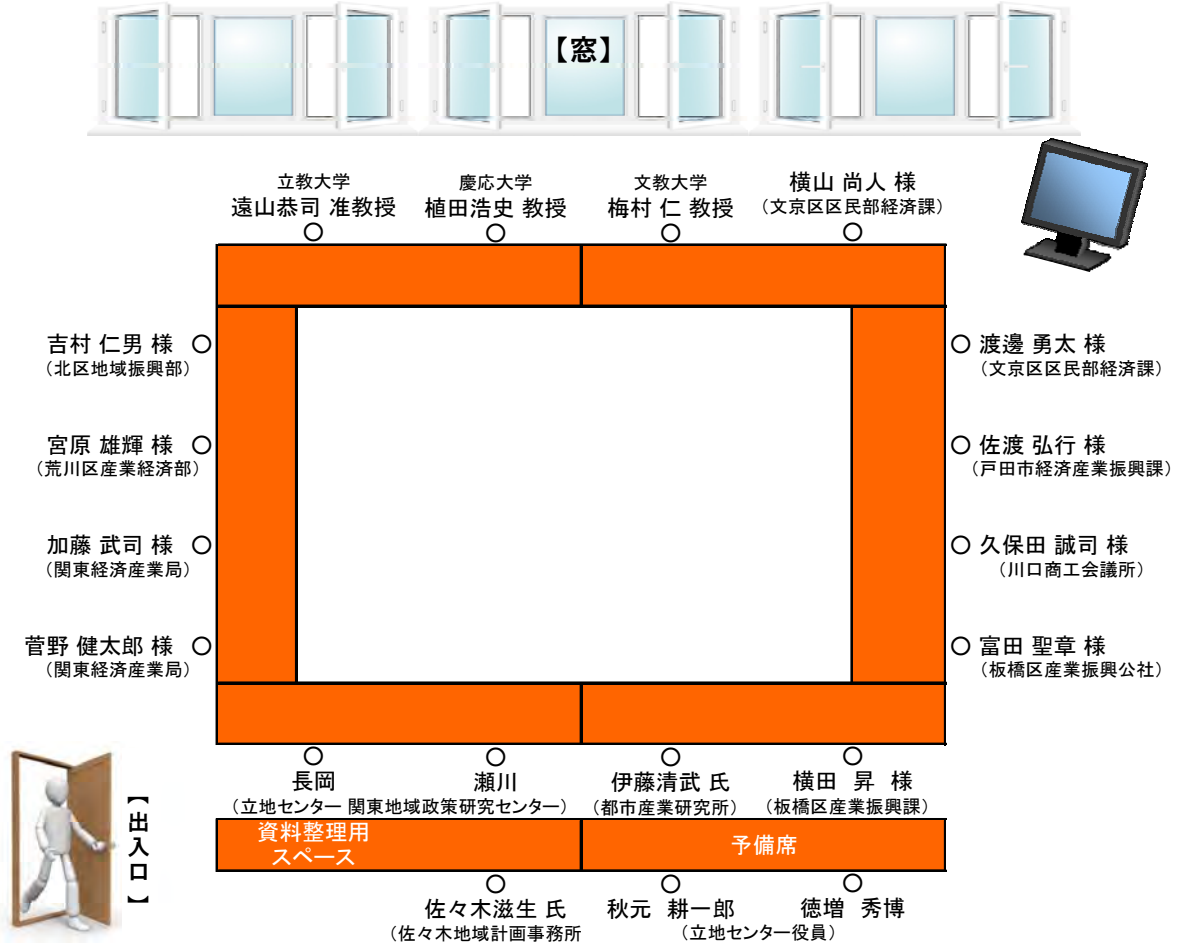 【窓】
立教大学
遠山恭司 准教授
慶応大学
植田浩史 教授
文教大学
梅村 仁 教授
横山 尚人 様
（文京区区民部経済課）
吉村 仁男 様
（北区地域振興部）
渡邊 勇太 様
（文京区区民部経済課）
宮原 雄輝 様
（荒川区産業経済部）
佐渡 弘行 様
（戸田市経済産業振興課）
加藤 武司 様
（関東経済産業局）
久保田 誠司 様
（川口商工会議所）
菅野 健太郎 様
（関東経済産業局）
富田 聖章 様
（板橋区産業振興公社）
長岡
瀬川
（立地センター 関東地域政策研究センター）
伊藤清武 氏
（都市産業研究所）
横田 昇 様
（板橋区産業振興課）
【出入口】
資料整理用
スペース
予備席
佐々木滋生 氏
（佐々木地域計画事務所
秋元 耕一郎
徳増 秀博
（立地センター役員）